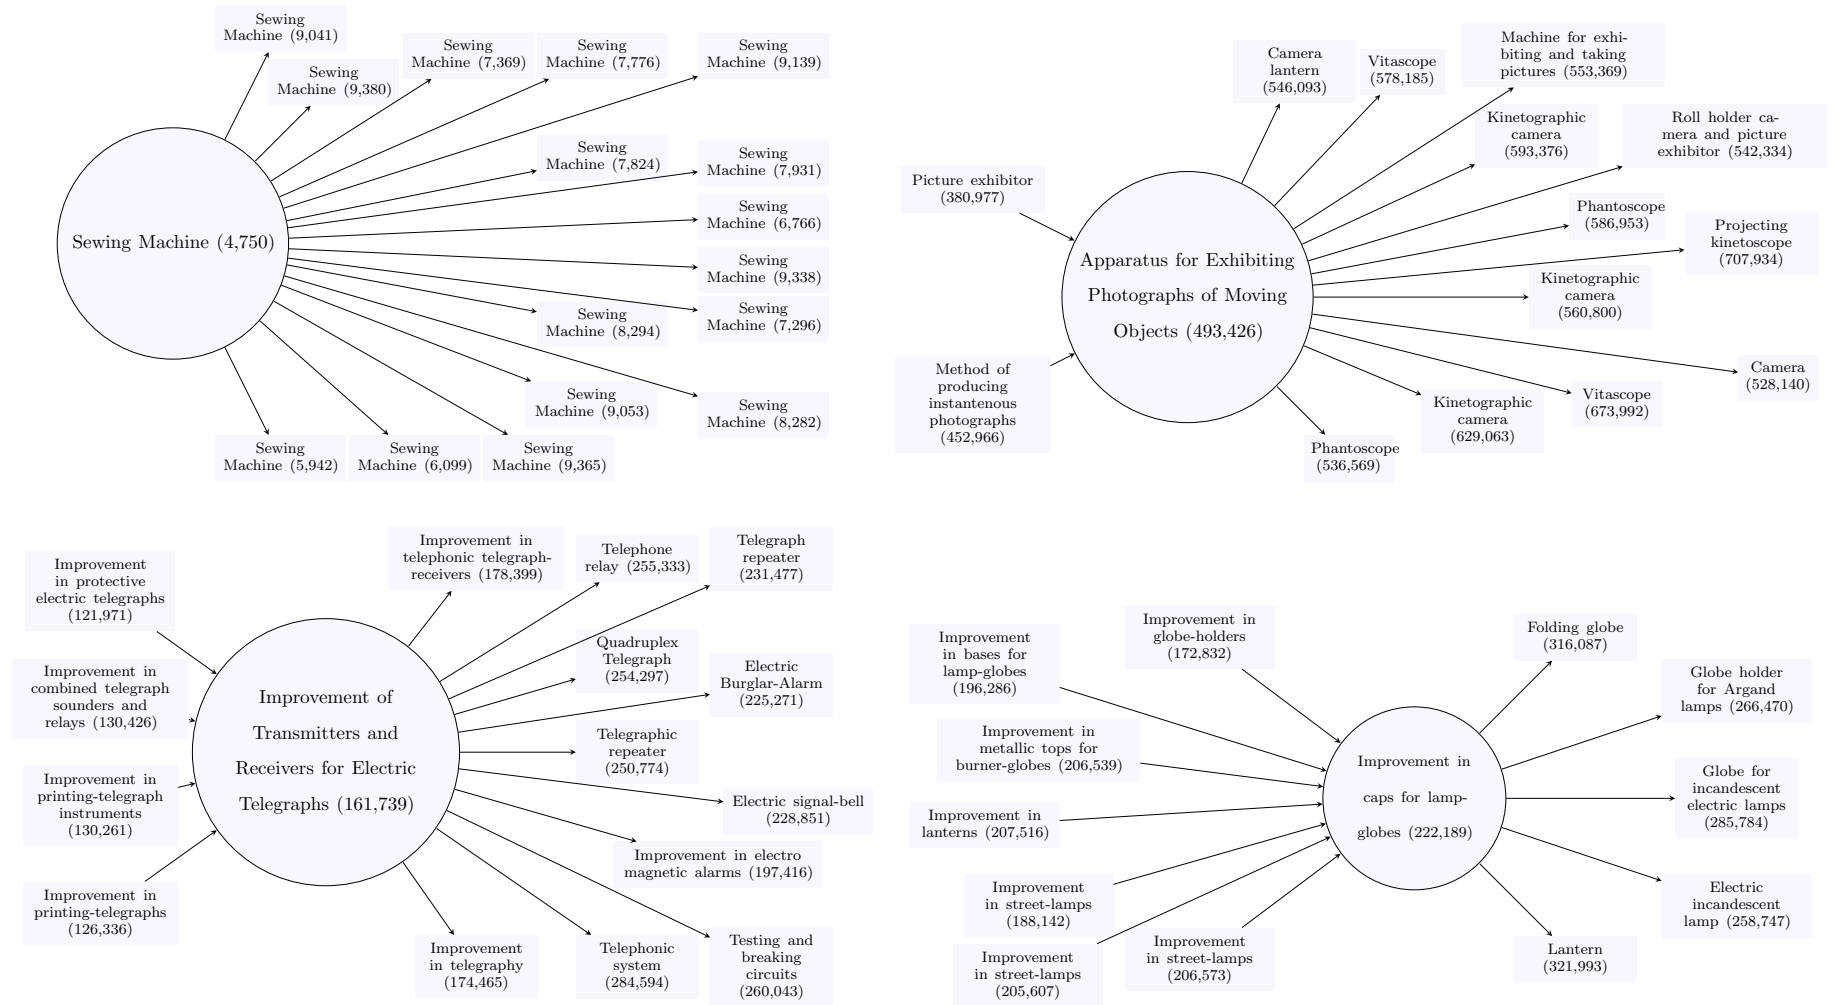 Sewing
Machine (9,041)
Sewing
Machine (9,380)
Sewing
Machine (7,369)
Sewing
Machine (7,776)
Sewing
Machine (9,139)
Sewing
Machine (7,824)
Sewing
Machine (7,931)
Sewing
Machine (6,766)
Sewing Machine (4,750)
Sewing
Machine (9,338)
Sewing
Machine (8,294)
Sewing
Machine (7,296)
Sewing
Machine (9,053)
Sewing
Machine (8,282)
Sewing
Machine (5,942)
Sewing
Machine (6,099)
Sewing
Machine (9,365)
Camera
lantern
(546,093)
Vitascope
(578,185)
Machine for exhi-
biting and taking
pictures (553,369)
Kinetographic
camera
(593,376)
Roll holder ca-
mera and picture
exhibitor (542,334)
Picture exhibitor
(380,977)
Phantoscope
(586,953)
Projecting
kinetoscope
(707,934)
Apparatus for Exhibiting
Photographs of Moving
Objects (493,426)
Kinetographic
camera
(560,800)
Method of
producing
instantenous
photographs
(452,966)
Camera
(528,140)
Vitascope
(673,992)
Kinetographic
camera
(629,063)
Phantoscope
(536,569)
Improvement
in protective
electric telegraphs
(121,971)
Improvement in
telephonic telegraph-
receivers (178,399)
Telephone
relay (255,333)
Telegraph
repeater
(231,477)
Quadruplex
Telegraph
(254,297)
Electric
Burglar-Alarm
(225,271)
Improvement in
combined telegraph
sounders and
relays (130,426)
Improvement of
Transmitters and
Receivers for Electric
Telegraphs (161,739)
Telegraphic
repeater
(250,774)
Improvement in
printing-telegraph
instruments
(130,261)
Electric signal-bell
(228,851)
Improvement in electro
magnetic alarms (197,416)
Improvement in
printing-telegraphs
(126,336)
Improvement
in telegraphy
(174,465)
Telephonic
system
(284,594)
Testing and
breaking
circuits
(260,043)
Improvement
in bases for
lamp-globes
(196,286)
Improvement in
globe-holders
(172,832)
Folding globe
(316,087)
Globe holder
for Argand
lamps (266,470)
Improvement in
metallic tops for
burner-globes (206,539)
Improvement in
caps for lamp-
globes (222,189)
Globe for
incandescent
electric lamps
(285,784)
Improvement in
lanterns (207,516)
Improvement
in street-lamps
(188,142)
Electric
incandescent
lamp (258,747)
Improvement
in street-lamps
(205,607)
Improvement
in street-lamps
(206,573)
Lantern
(321,993)